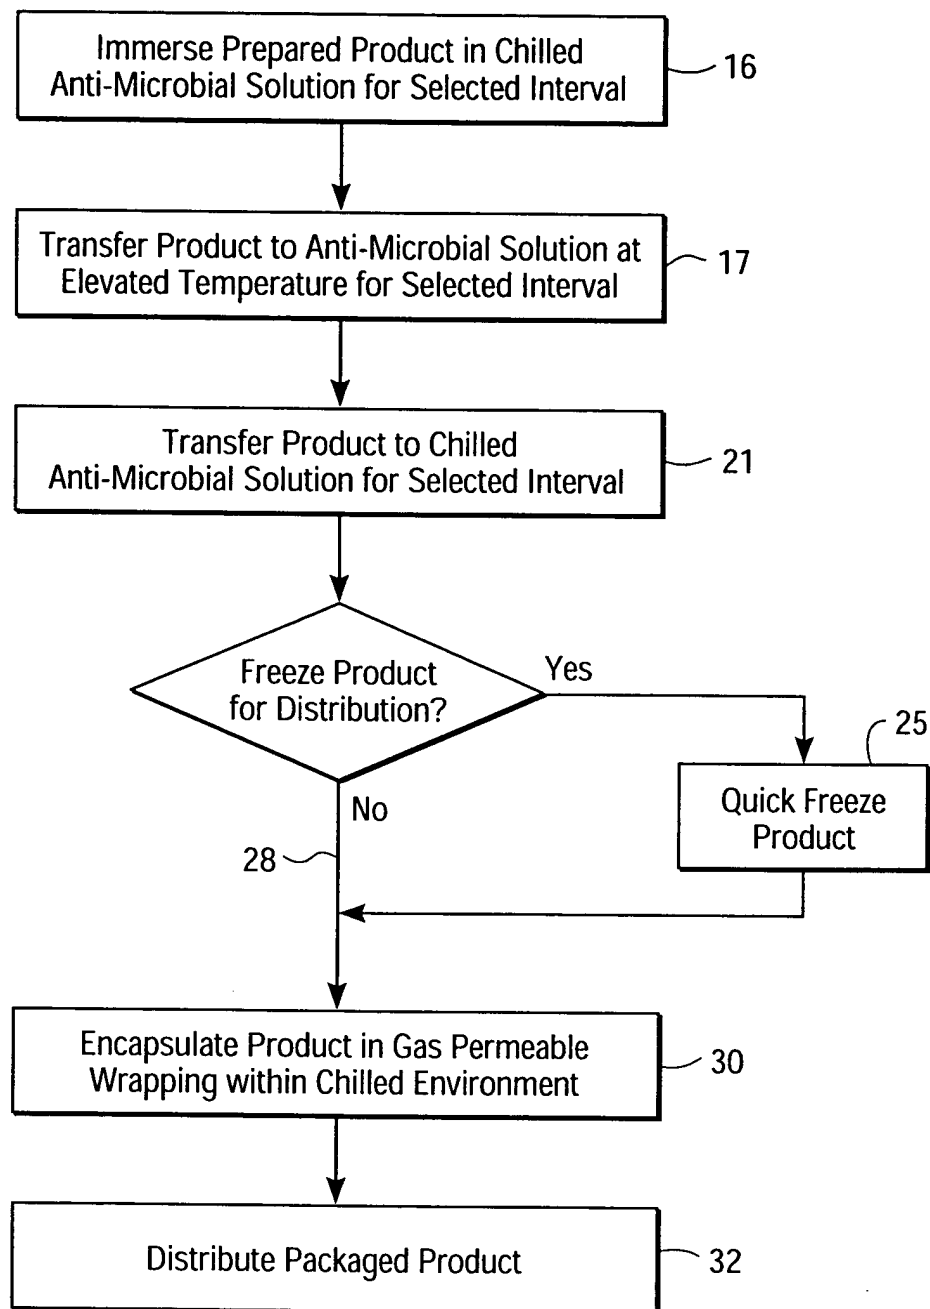 Immerse Prepared Product in Chilled
Anti-Microbial Solution for Selected Interval
16
Transfer Product to Anti-Microbial Solution at
Elevated Temperature for Selected Interval
17
Transfer Product to Chilled
Anti-Microbial Solution for Selected Interval
21
Freeze Product
for Distribution?
Yes
25
Quick Freeze
Product
No
28
Encapsulate Product in Gas Permeable
Wrapping within Chilled Environment
30
Distribute Packaged Product
32